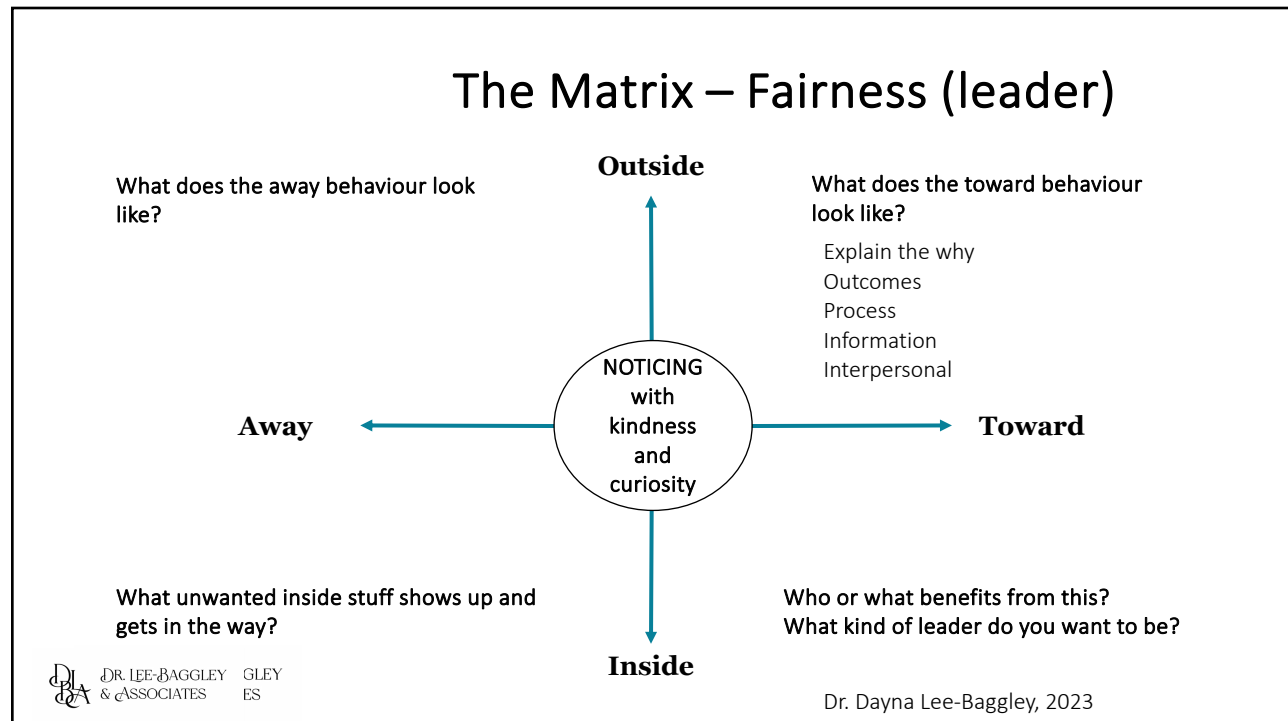 The Matrix – Fairness (leader)
Outside
What does the away behaviour look
like?
What does the toward behaviour
look like?
Explain the why
Outcomes
Process
Information
Interpersonal
NOTICING
with
kindness
and
curiosity
Away
Toward
What unwanted inside stuff shows up and
gets in the way?
Who or what benefits from this?
What kind of leader do you want to be?
Inside
DLBA
DR. LEE-BAGGLEY GLEY
& ASSOCIATES ES
Dr. Dayna Lee-Baggley, 2023